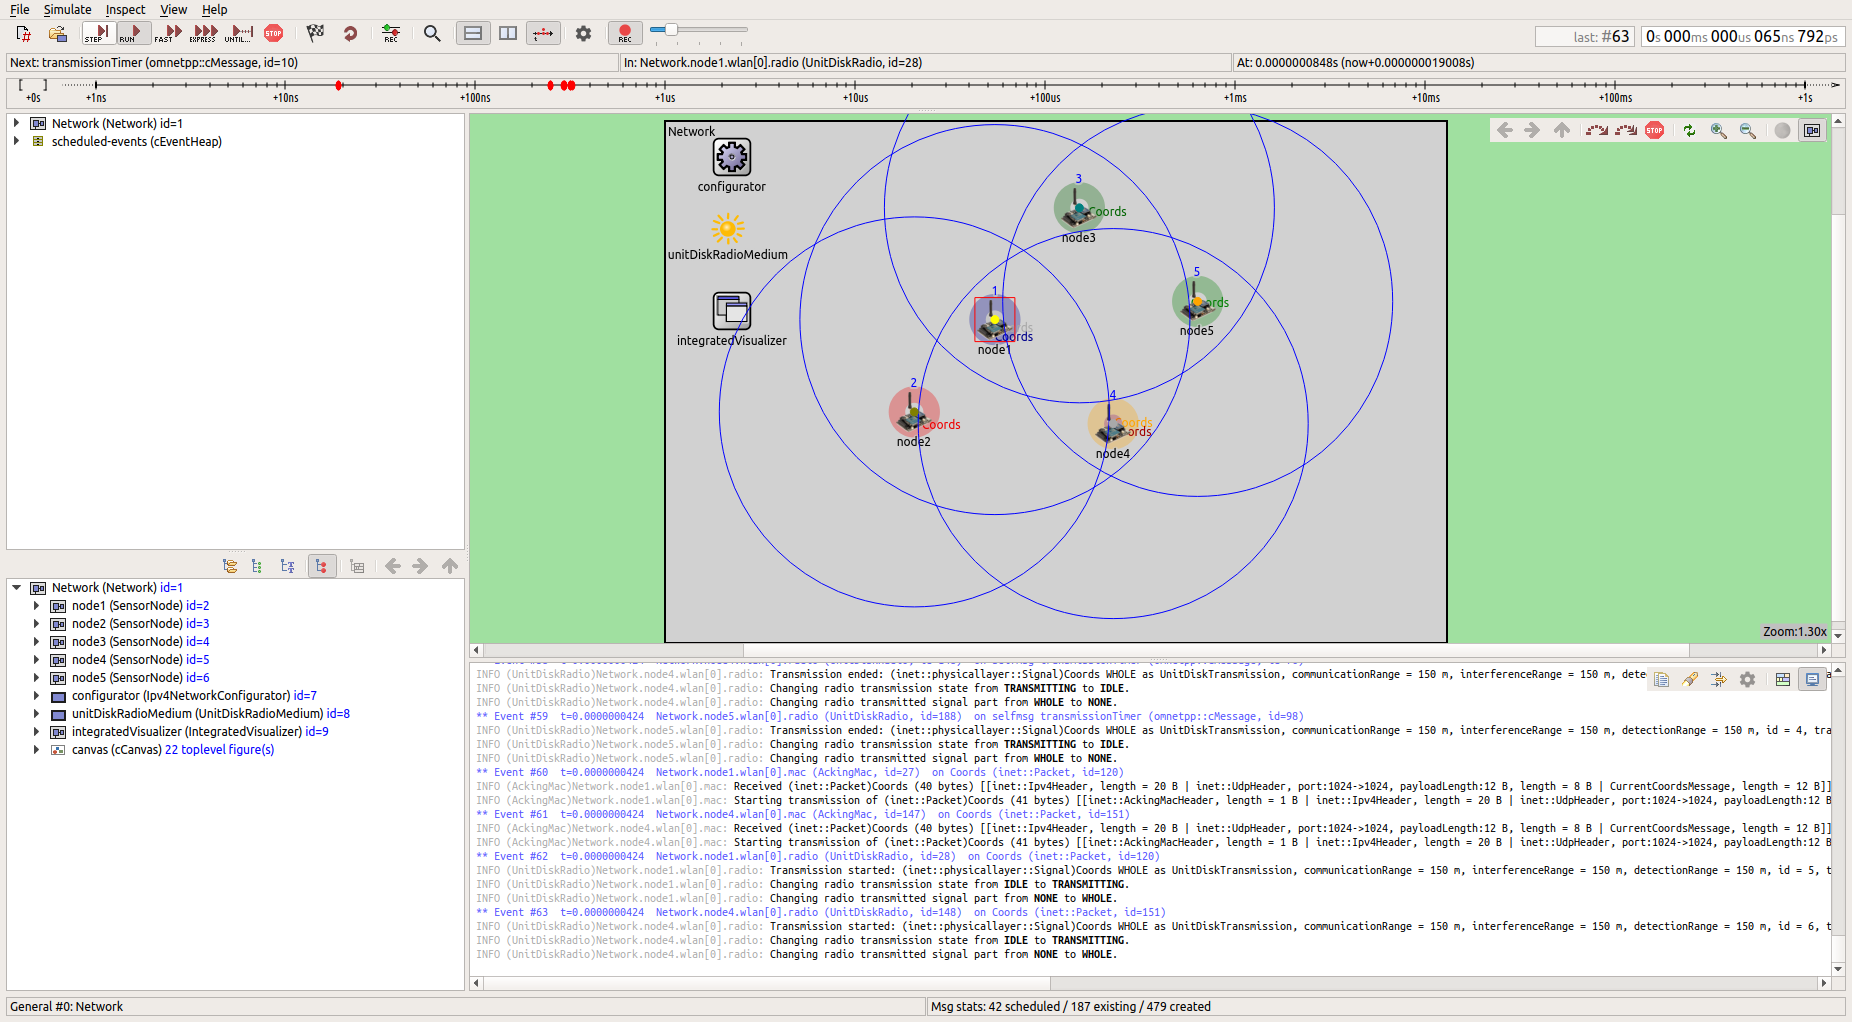 File Simulate Inspect View Help
STEP RUN FAST EXPRESS UNTIL... STOP REC REC
last: #63
0s 000ms 000us 065ns 792ps
Next: transmissionTimer (omnetpp::cMessage, id=10)
In: Network.node1.wlan[0].radio (UnitDiskRadio, id=28)
At: 0.0000000848s (now+0.000000019008s)
+0s +1ns +10ns +100ns +1us +10us +100us +1ms +10ms +100ms +1s
Network (Network) id=1
scheduled-events (cEventHeap)
Network (Network) id=1
node1 (SensorNode) id=2
node2 (SensorNode) id=3
node3 (SensorNode) id=4
node4 (SensorNode) id=5
node5 (SensorNode) id=6
configurator (Ipv4NetworkConfigurator) id=7
unitDiskRadioMedium (UnitDiskRadioMedium) id=8
integratedVisualizer (IntegratedVisualizer) id=9
canvas (cCanvas) 22 toplevel figure(s)
Network
configurator
unitDiskRadioMedium
integratedVisualizer
3
Coords
node3
5
ords
node5
1
ds
Coords
node1
2
Coords
node2
4
ords
node4
STOP
Zoom:1.30x
INFO (UnitDiskRadio)Network.node4.wlan[0].radio: Transmission ended: (inet::physicallayer::Signal)Coords WHOLE as UnitDiskTransmission, communicationRange = 150 m, interferenceRange = 150 m, dete
INFO (UnitDiskRadio)Network.node4.wlan[0].radio: Changing radio transmission state from TRANSMITTING to IDLE.
INFO (UnitDiskRadio)Network.node4.wlan[0].radio: Changing radio transmitted signal part from WHOLE to NONE.
** Event #59 t=0.0000000424 Network.node5.wlan[0].radio (UnitDiskRadio, id=188) on selfmsg transmissionTimer (omnetpp::cMessage, id=98)
INFO (UnitDiskRadio)Network.node5.wlan[0].radio: Transmission ended: (inet::physicallayer::Signal)Coords WHOLE as UnitDiskTransmission, communicationRange = 150 m, interferenceRange = 150 m, detectionRange = 150 m, id = 4, tra
INFO (UnitDiskRadio)Network.node5.wlan[0].radio: Changing radio transmission state from TRANSMITTING to IDLE.
INFO (UnitDiskRadio)Network.node5.wlan[0].radio: Changing radio transmitted signal part from WHOLE to NONE.
** Event #60 t=0.0000000424 Network.node1.wlan[0].mac (AckingMac, id=27) on Coords (inet::Packet, id=120)
INFO (AckingMac)Network.node1.wlan[0].mac: Received (inet::Packet)Coords (40 bytes) [[inet::Ipv4Header, length = 20 B | inet::UdpHeader, port:1024->1024, payloadLength:12 B, length = 8 B | CurrentCoordsMessage, length = 12 B]]
INFO (AckingMac)Network.node1.wlan[0].mac: Starting transmission of (inet::Packet)Coords (41 bytes) [[inet::AckingMacHeader, length = 1 B | inet::Ipv4Header, length = 20 B | inet::UdpHeader, port:1024->1024, payloadLength:12 B
** Event #61 t=0.0000000424 Network.node4.wlan[0].mac (AckingMac, id=147) on Coords (inet::Packet, id=151)
INFO (AckingMac)Network.node4.wlan[0].mac: Received (inet::Packet)Coords (40 bytes) [[inet::Ipv4Header, length = 20 B | inet::UdpHeader, port:1024->1024, payloadLength:12 B, length = 8 B | CurrentCoordsMessage, length = 12 B]]
INFO (AckingMac)Network.node4.wlan[0].mac: Starting transmission of (inet::Packet)Coords (41 bytes) [[inet::AckingMacHeader, length = 1 B | inet::Ipv4Header, length = 20 B | inet::UdpHeader, port:1024->1024, payloadLength:12 B
** Event #62 t=0.0000000424 Network.node1.wlan[0].radio (UnitDiskRadio, id=28) on Coords (inet::Packet, id=120)
INFO (UnitDiskRadio)Network.node1.wlan[0].radio: Transmission started: (inet::physicallayer::Signal)Coords WHOLE as UnitDiskTransmission, communicationRange = 150 m, interferenceRange = 150 m, detectionRange = 150 m, id = 5, t
INFO (UnitDiskRadio)Network.node1.wlan[0].radio: Changing radio transmission state from IDLE to TRANSMITTING.
INFO (UnitDiskRadio)Network.node1.wlan[0].radio: Changing radio transmitted signal part from NONE to WHOLE.
** Event #63 t=0.0000000424 Network.node4.wlan[0].radio (UnitDiskRadio, id=148) on Coords (inet::Packet, id=151)
INFO (UnitDiskRadio)Network.node4.wlan[0].radio: Transmission started: (inet::physicallayer::Signal)Coords WHOLE as UnitDiskTransmission, communicationRange = 150 m, interferenceRange = 150 m, detectionRange = 150 m, id = 6, t
INFO (UnitDiskRadio)Network.node4.wlan[0].radio: Changing radio transmission state from IDLE to TRANSMITTING.
INFO (UnitDiskRadio)Network.node4.wlan[0].radio: Changing radio transmitted signal part from NONE to WHOLE.
General #0: Network
Msg stats: 42 scheduled / 187 existing / 479 created